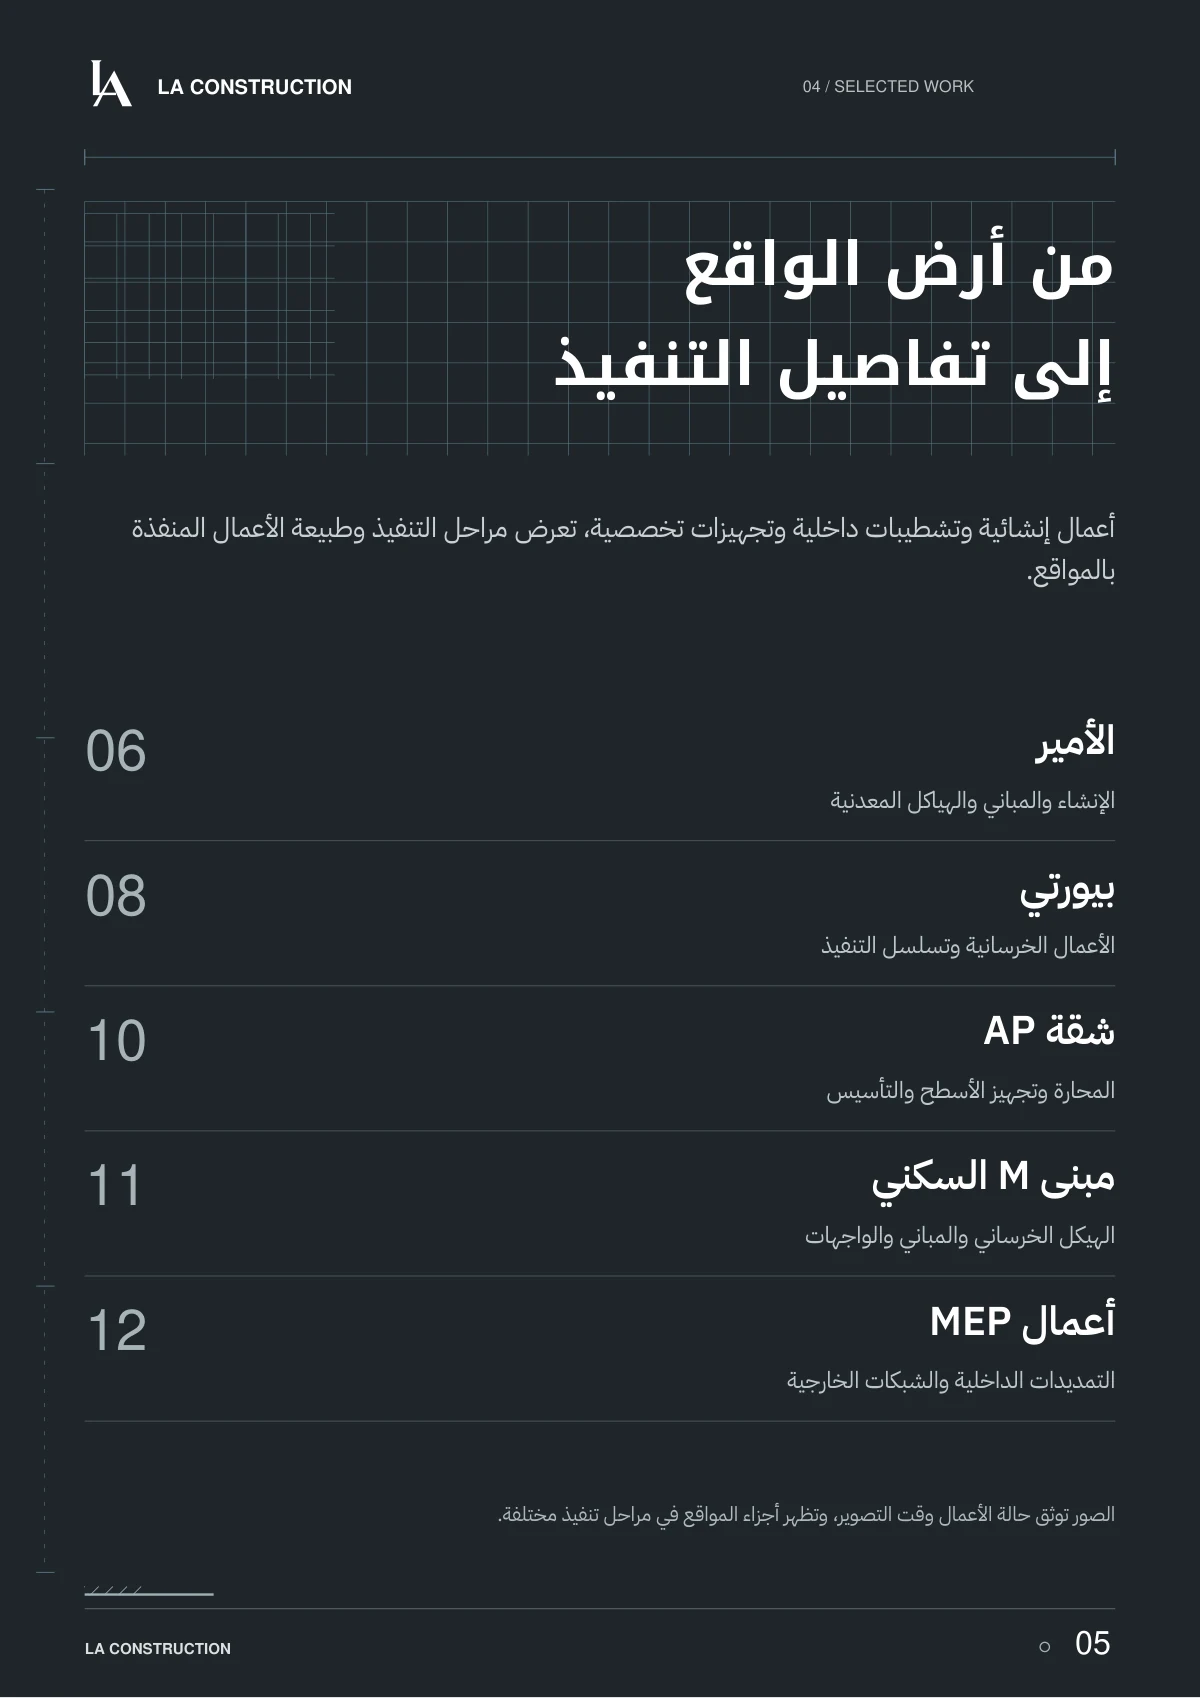 LA CONSTRUCTION
04 / SELECTED WORK
من أرض الواقع
إلى تفاصيل التنفيذ
أعمال إنشائية وتشطيبات داخلية وتجهيزات تخصصية، تعرض مراحل التنفيذ وطبيعة الأعمال المنفذة
بالمواقع.
الأمير
06
الإنشاء والمباني والهياكل المعدنية
بيورتي
08
الأعمال الخرسانية وتسلسل التنفيذ
شقة AP
10
المحارة وتجهيز الأسطح والتأسيس
مبنى M السكني
11
الهيكل الخرساني والمباني والواجهات
أعمال MEP
12
التمديدات الداخلية والشبكات الخارجية
الصور توثق حالة الأعمال وقت التصوير، وتظهر أجزاء المواقع في مراحل تنفيذ مختلفة.
LA CONSTRUCTION
05